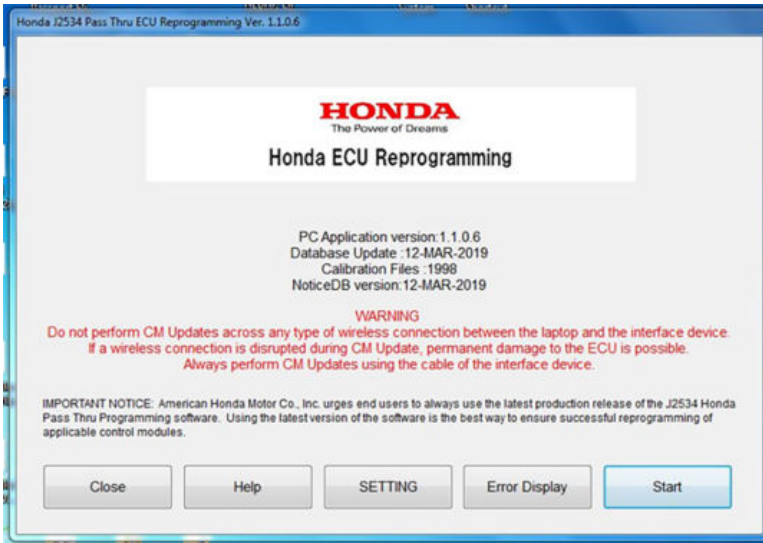 Honda J2534 Pass Thru ECU Reprogramming Ver. 1.1.0.6
HONDA
The Power of Dreams
Honda ECU Reprogramming
PC Application version:1.1.0.6
Database Update :12-MAR-2019
Calibration Files :1998
NoticeDB version:12-MAR-2019
WARNING
Do not perform CM Updates across any type of wireless connection between the laptop and the interface device.
If a wireless connection is disrupted during CM Update, permanent damage to the ECU is possible.
Always perform CM Updates using the cable of the interface device.
IMPORTANT NOTICE: American Honda Motor Co., Inc. urges end users to always use the latest production release of the J2534 Honda
Pass Thru Programming software. Using the latest version of the software is the best way to ensure successful reprogramming of
applicable control modules.
Close Help SETTING Error Display Start